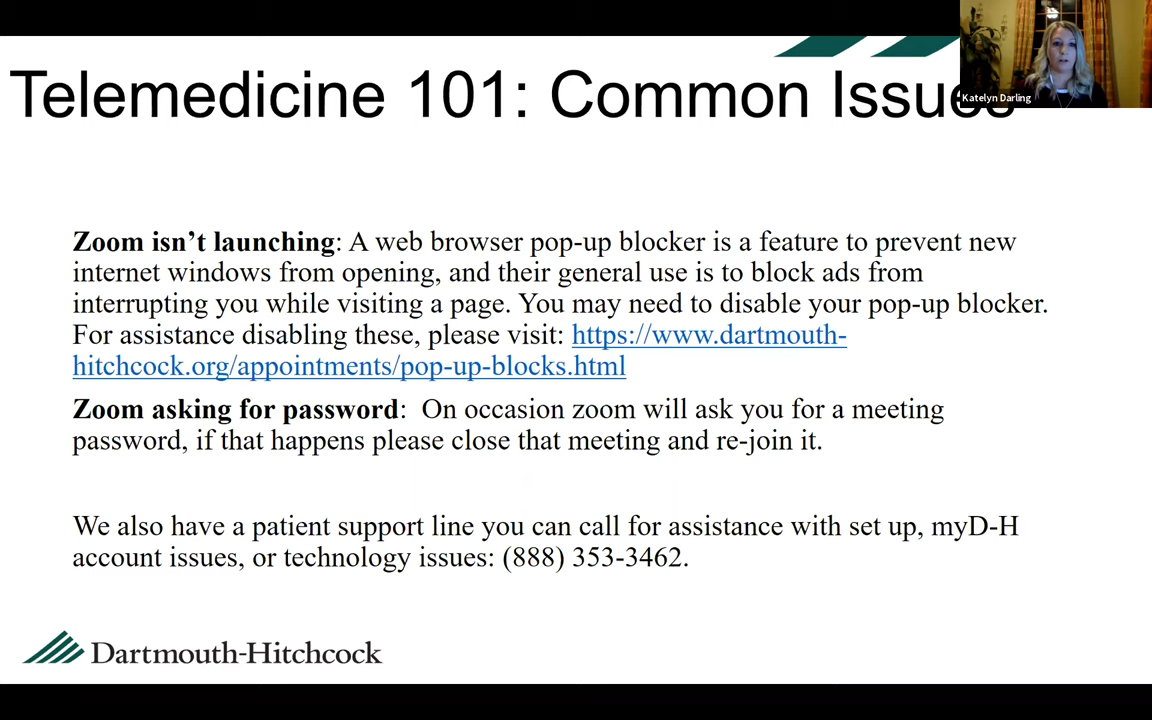 Telemedicine 101: Common Issues
Katelyn Darling
Zoom isn’t launching: A web browser pop-up blocker is a feature to prevent new
internet windows from opening, and their general use is to block ads from
interrupting you while visiting a page. You may need to disable your pop-up blocker.
For assistance disabling these, please visit: https://www.dartmouth-
hitchcock.org/appointments/pop-up-blocks.html
Zoom asking for password:  On occasion zoom will ask you for a meeting
password, if that happens please close that meeting and re-join it.
We also have a patient support line you can call for assistance with set up, myD-H
account issues, or technology issues: (888) 353-3462.
Dartmouth-Hitchcock